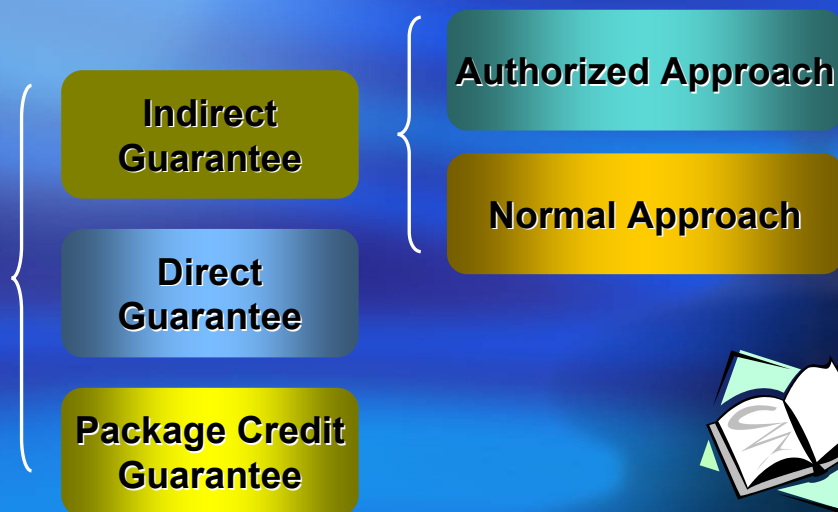 Indirect
Guarantee
Direct
Guarantee
Package Credit
Guarantee
Authorized Approach
Normal Approach